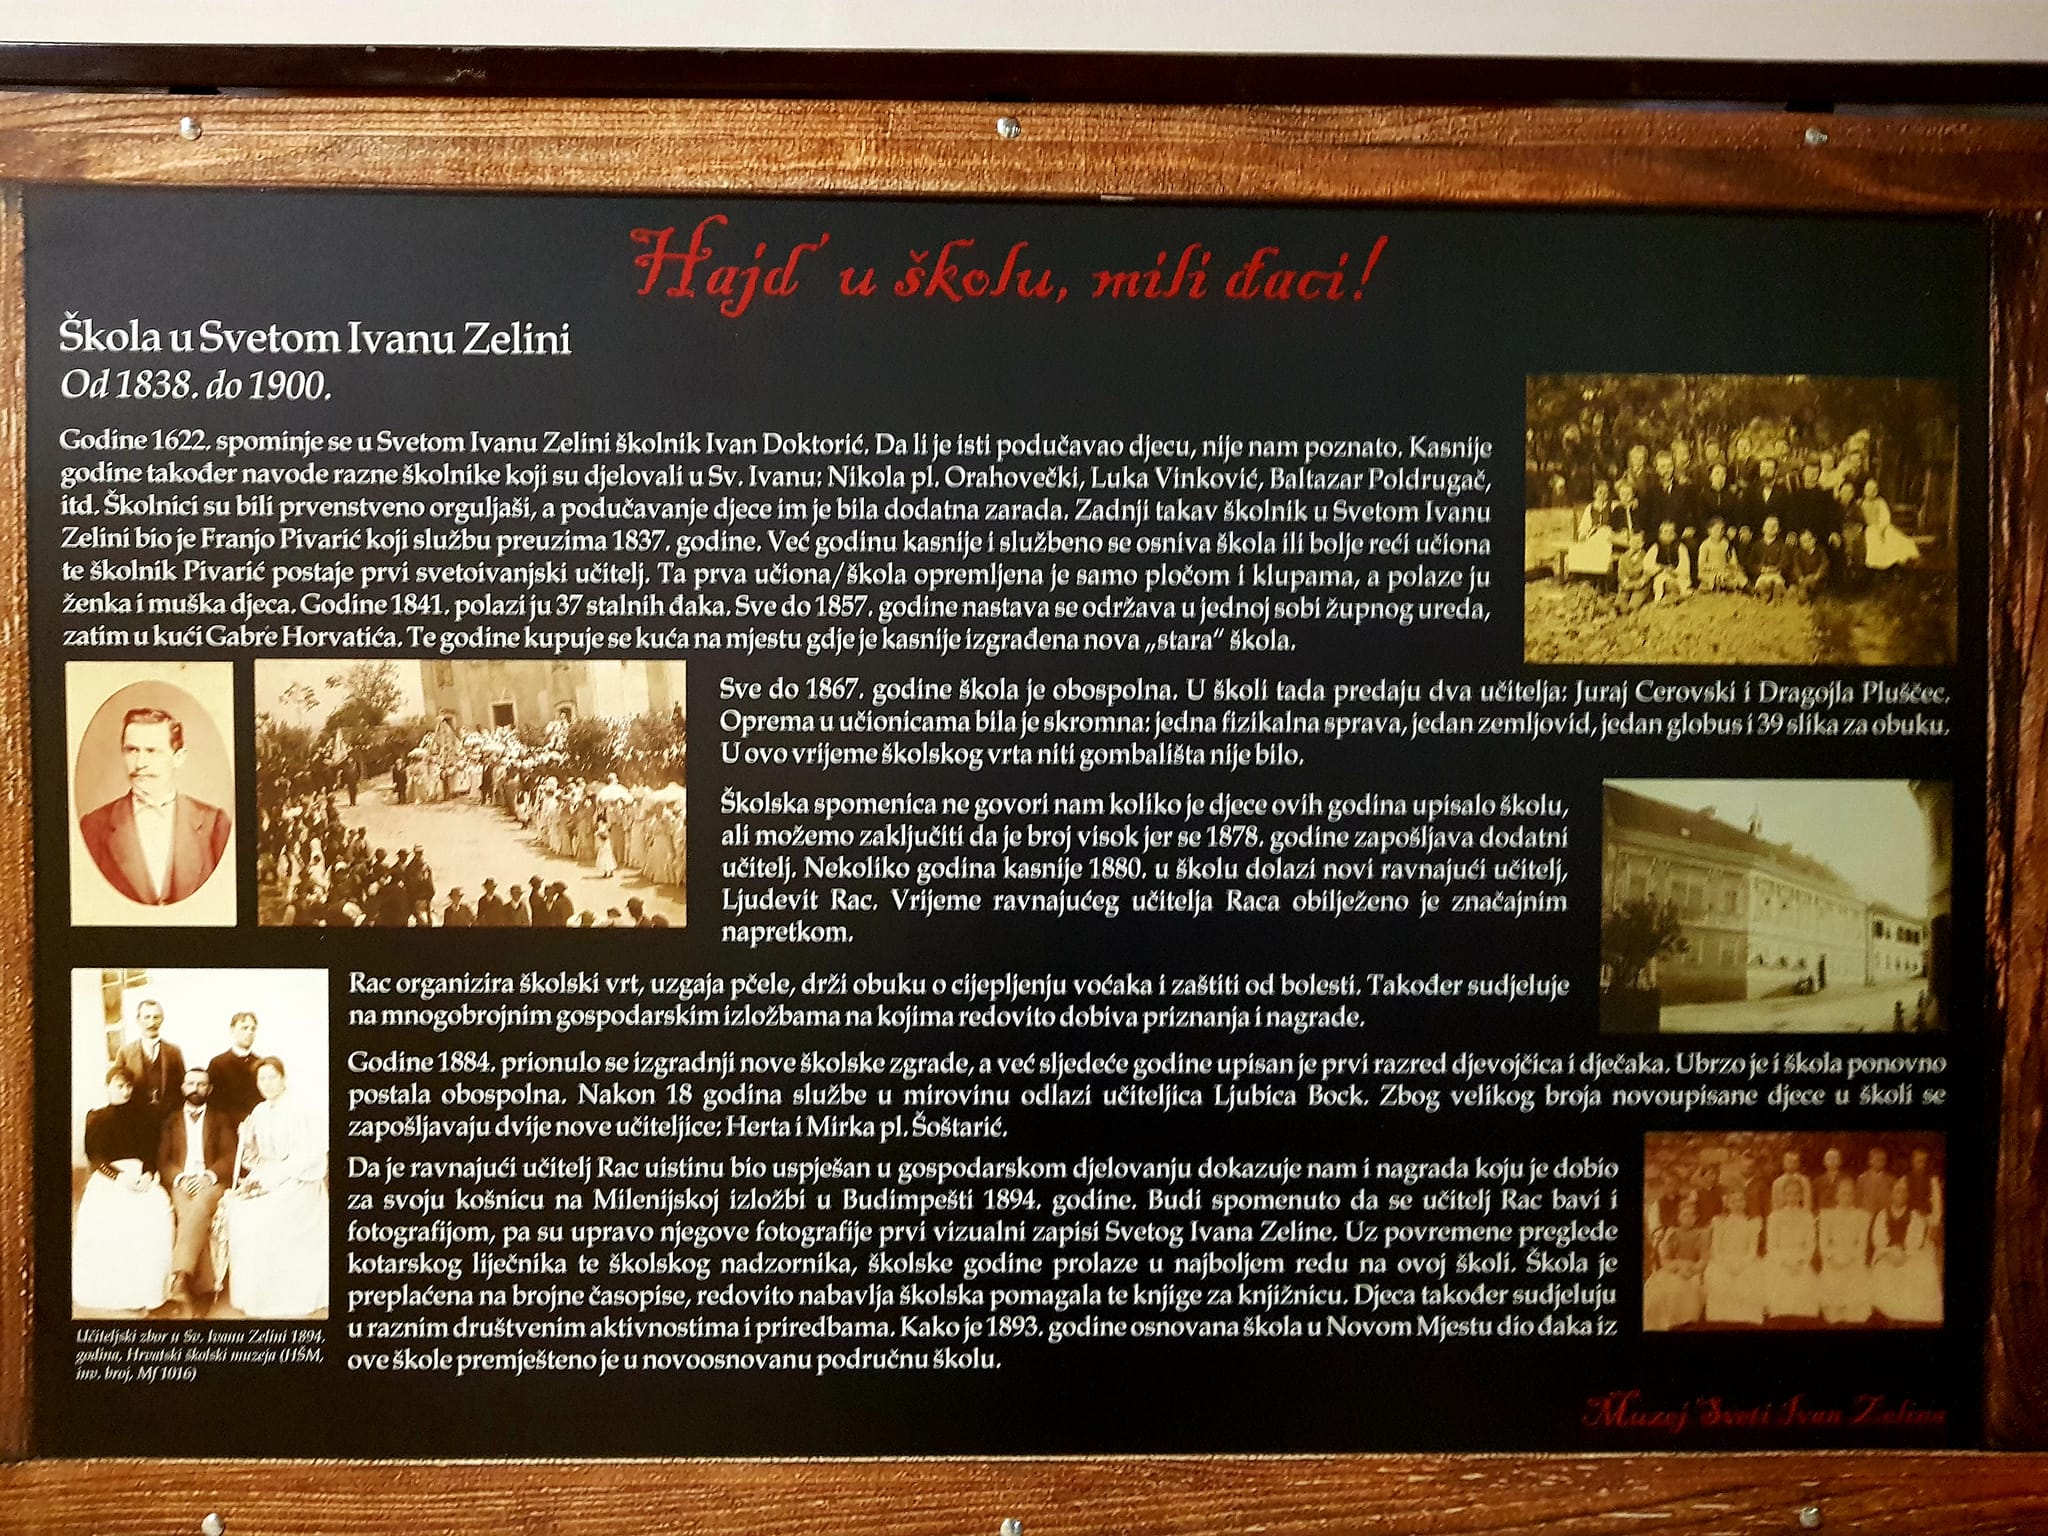 Hajd' u školu, mili đaci!
Škola u Svetom Ivanu Zelini
Od 1838. do 1900.
Godine 1622. spominje se u Svetom Ivanu Zelini školnik Ivan Doktorić. Da li je isti podučavao djecu, nije nam poznato. Kasnije
godine također navode razne školnike koji su djelovali u Sv. Ivanu: Nikola pl. Orahovečki, Luka Vinković, Baltazar Poldrugač,
itd. Školnici su bili prvenstveno orguljaši, a podučavanje djece im je bila dodatna zarada. Zadnji takav školnik u Svetom Ivanu
Zelini bio je Franjo Pivarić koji službu preuzima 1837. godine. Već godinu kasnije i službeno se osniva škola ili bolje reći učiona
te školnik Pivarić postaje prvi svetoivanjski učitelj. Ta prva učiona/škola opremljena je samo pločom i klupama, a polaze ju
ženka i muška djeca. Godine 1841. polazi ju 37 stalnih đaka. Sve do 1857. godine nastava se održava u jednoj sobi župnog ureda,
zatim u kući Gabre Horvatića. Te godine kupuje se kuća na mjestu gdje je kasnije izgrađena nova „stara“ škola.
Sve do 1867. godine škola je obospolna. U školi tada predaju dva učitelja: Juraj Cerovski i Dragojla Pluščec.
Oprema u učionicama bila je skromna: jedna fizikalna sprava, jedan zemljovid, jedan globus i 39 slika za obuku.
U ovo vrijeme školskog vrta niti gombališta nije bilo.
Školska spomenica ne govori nam koliko je djece ovih godina upisalo školu,
ali možemo zaključiti da je broj visok jer se 1878. godine zapošljava dodatni
učitelj. Nekoliko godina kasnije 1880. u školu dolazi novi ravnajući učitelj,
Ljudevit Rac. Vrijeme ravnajućeg učitelja Raca obilježeno je značajnim
napretkom.
Rac organizira školski vrt, uzgaja pčele, drži obuku o cijepljenju voćaka i zaštiti od bolesti. Također sudjeluje
na mnogobrojnim gospodarskim izložbama na kojima redovito dobiva priznanja i nagrade.
Godine 1884. prionulo se izgradnji nove školske zgrade, a već sljedeće godine upisan je prvi razred djevojčica i dječaka. Ubrzo je i škola ponovno
postala obospolna. Nakon 18 godina službe u mirovinu odlazi učiteljica Ljubica Bock. Zbog velikog broja novoupisane djece u školi se
zapošljavaju dvije nove učiteljice: Herta i Mirka pl. Šoštarić.
Da je ravnajući učitelj Rac uistinu bio uspješan u gospodarskom djelovanju dokazuje nam i nagrada koju je dobio
za svoju košnicu na Milenijskoj izložbi u Budimpešti 1894. godine. Budi spomenuto da se učitelj Rac bavi i
fotografijom, pa su upravo njegove fotografije prvi vizualni zapisi Svetog Ivana Zeline. Uz povremene preglede
kotarskog liječnika te školskog nadzornika, školske godine prolaze u najboljem redu na ovoj školi. Škola je
preplaćena na brojne časopise, redovito nabavlja školska pomagala te knjige za knjižnicu. Djeca također sudjeluju
u raznim društvenim aktivnostima i priredbama. Kako je 1893. godine osnovana škola u Novom Mjestu dio đaka iz
ove škole premješteno je u novoosnovanu područnu školu.
Učiteljski zbor u Sv. Ivanu Zelini 1894.
godina, Hrvatski školski muzeja (HŠM,
inv. broj, Mf 1016)
Muzej Sveti Ivan Zelina